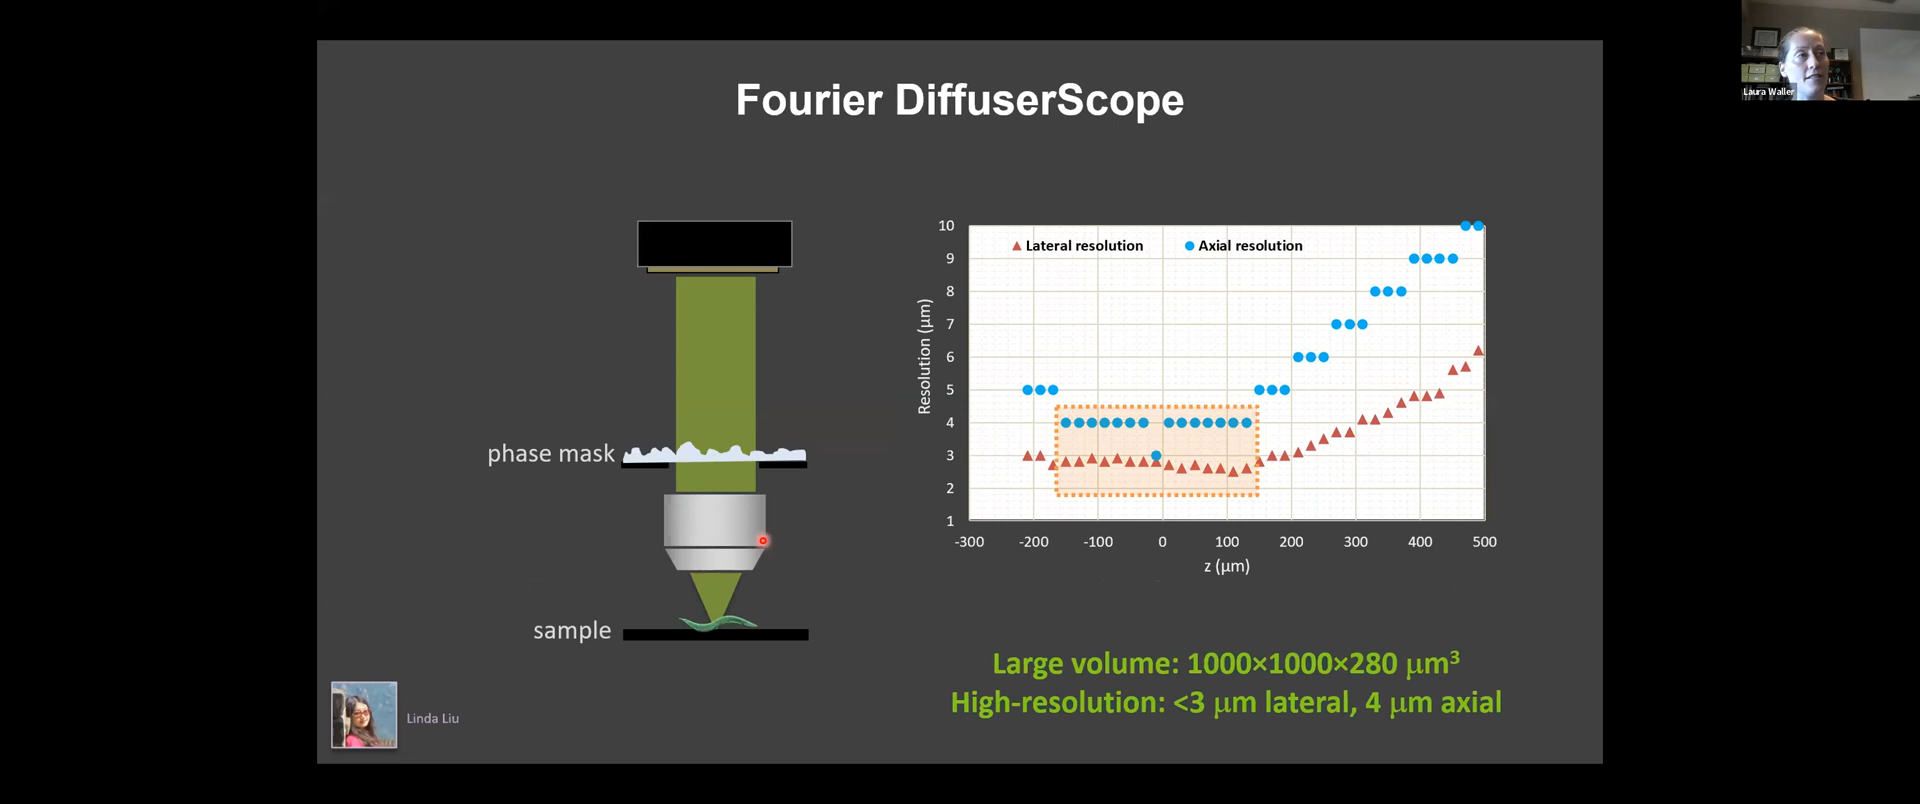 Laura Waller
Fourier DiffuserScope
phase mask
sample
Linda Liu
Lateral resolution
Axial resolution
10
9
8
7
6
5
4
3
2
1
Resolution (µm)
-300 -200 -100 0 100 200 300 400 500
z (µm)
Large volume: 1000×1000×280 µm³
High-resolution: <3 µm lateral, 4 µm axial